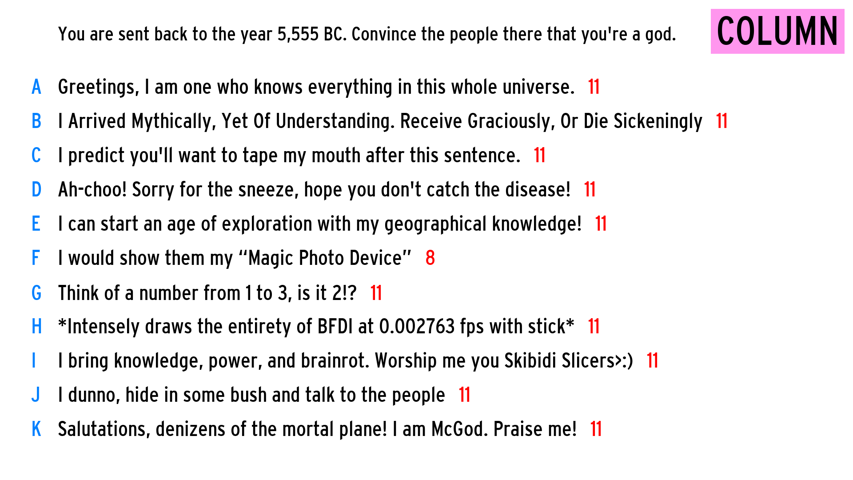 You are sent back to the year 5,555 BC. Convince the people there that you're a god.
COLUMN
A Greetings, I am one who knows everything in this whole universe. 11
B I Arrived Mythically, Yet Of Understanding. Receive Graciously, Or Die Sickeningly 11
C I predict you'll want to tape my mouth after this sentence. 11
D Ah-choo! Sorry for the sneeze, hope you don't catch the disease! 11
E I can start an age of exploration with my geographical knowledge! 11
F I would show them my “Magic Photo Device” 8
G Think of a number from 1 to 3, is it 2!? 11
H *Intensely draws the entirety of BFDI at 0.002763 fps with stick* 11
I I bring knowledge, power, and brainrot. Worship me you Skibidi Slicers>:) 11
J I dunno, hide in some bush and talk to the people 11
K Salutations, denizens of the mortal plane! I am McGod. Praise me! 11